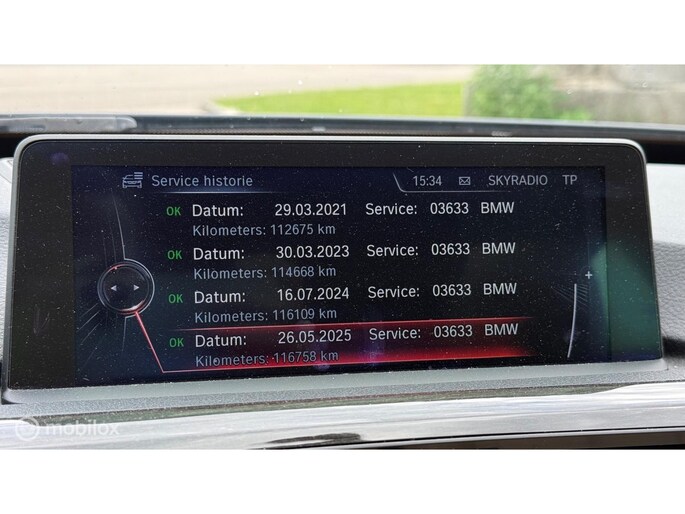 Service historie 15:34 SKYRADIO TP
OK Datum: 29.03.2021 Service: 03633 BMW
Kilometers: 112675 km
OK Datum: 30.03.2023 Service: 03633 BMW
Kilometers: 114668 km
OK Datum: 16.07.2024 Service: 03633 BMW
Kilometers: 116109 km
OK Datum: 26.05.2025 Service: 03633 BMW
Kilometers: 116758 km
mobilox